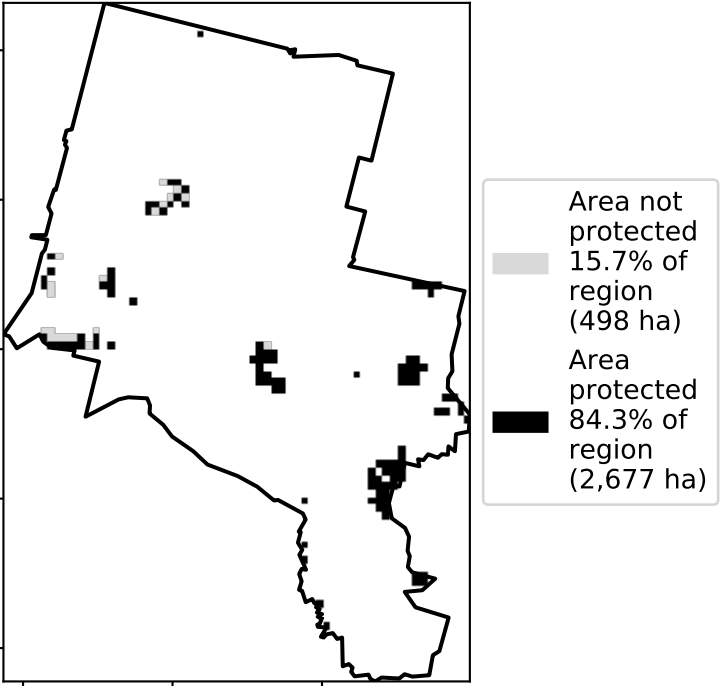 Area not
protected
15.7% of
region
(498 ha)
Area
protected
84.3% of
region
(2,677 ha)